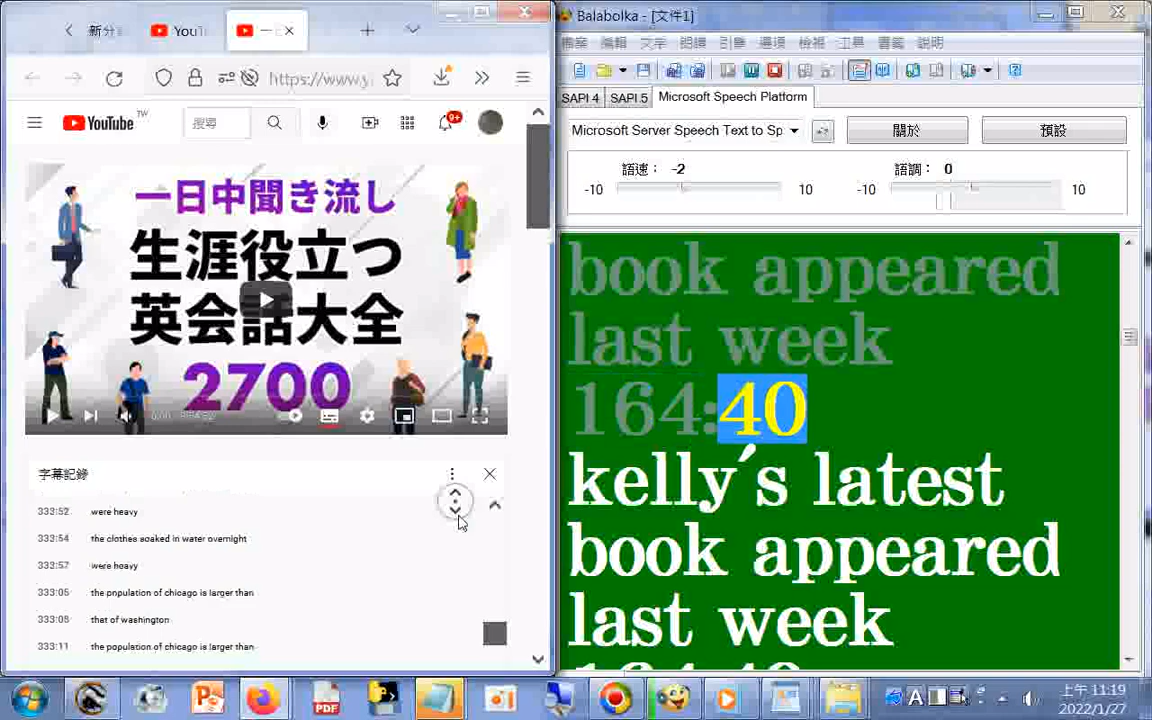 新分
YouT
一E
https://www.y
YouTube TW
搜尋
9+
一日中聞き流し
生涯役立つ
英会話大全
2700
字幕記錄
333:52 were heavy
333:54 the clothes soaked in water overnight
333:57 were heavy
333:05 the population of chicago is larger than
333:08 that of washington
333:11 the population of chicago is larger than
Balabolka - [文件1]
檔案 編輯 文字 朗讀 引擎 選項 檢視 工具 書籤 說明
SAPI 4 SAPI 5 Microsoft Speech Platform
Microsoft Server Speech Text to Sp
關於 預設
語速： -2 語調： 0
-10 10 -10 10
book appeared
last week
164:40
kelly's latest
book appeared
last week
164:40
PDF
A
上午 11:19
2022/1/27